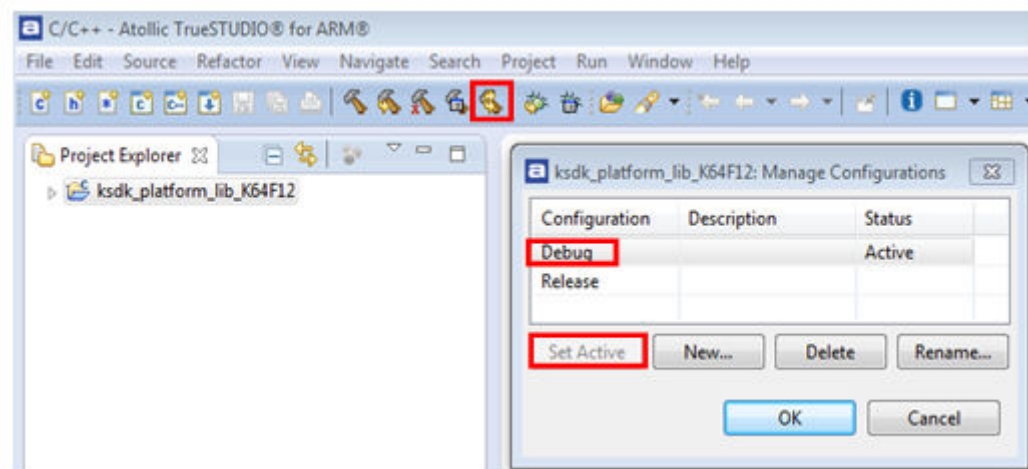 C/C++ - Atollic TrueSTUDIO® for ARM®
File Edit Source Refactor View Navigate Search Project Run Window Help
Project Explorer
ksdk_platform_lib_K64F12
ksdk_platform_lib_K64F12: Manage Configurations
Configuration Description Status
Debug Active
Release
Set Active New... Delete Rename...
OK Cancel